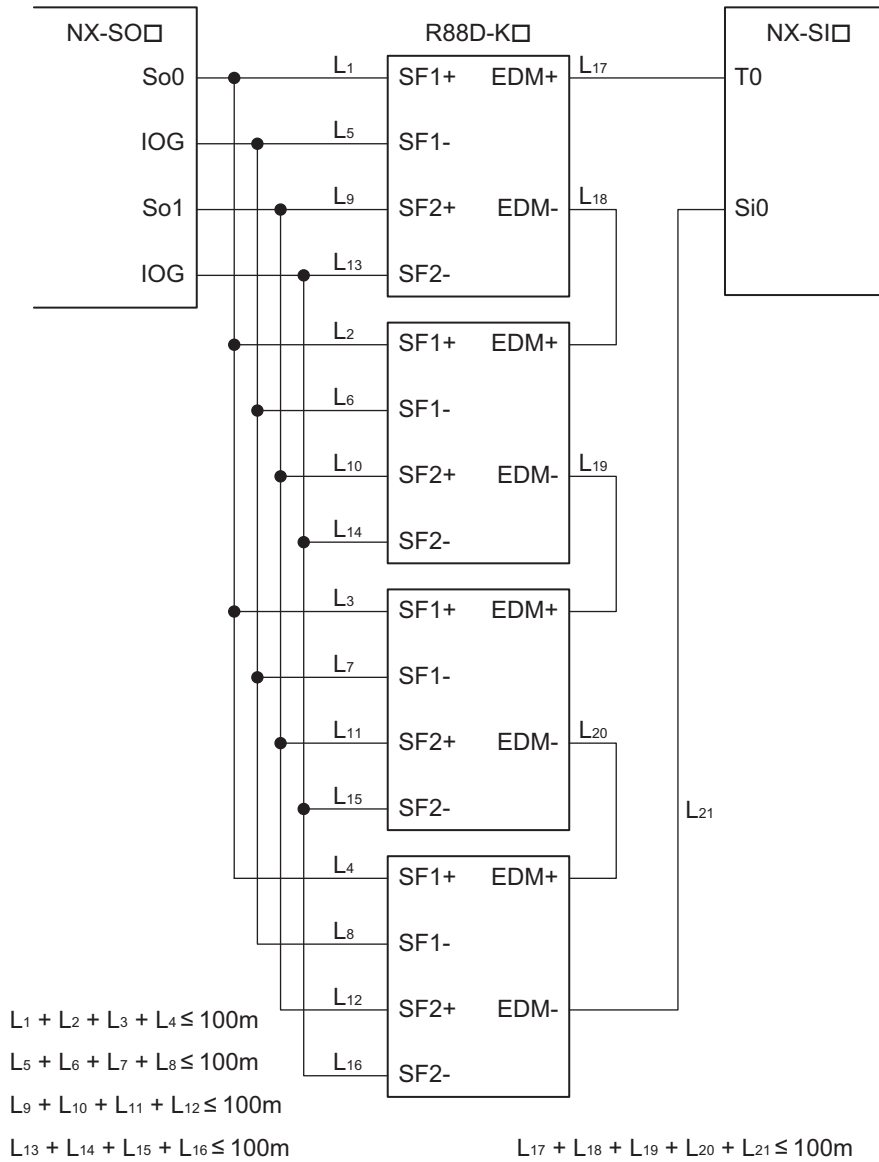 NX-SO□ R88D-K□ NX-SI□
So0 L1 SF1+ EDM+ L17 T0
IOG L5 SF1-
So1 L9 SF2+ EDM- L18 Si0
IOG L13 SF2-
L2 SF1+ EDM+
L6 SF1-
L10 SF2+ EDM- L19
L14 SF2-
L3 SF1+ EDM+
L7 SF1-
L11 SF2+ EDM- L20
L15 SF2-
L21
L4 SF1+ EDM+
L8 SF1-
L12 SF2+ EDM-
L16 SF2-
L1 + L2 + L3 + L4 ≤ 100m
L5 + L6 + L7 + L8 ≤ 100m
L9 + L10 + L11 + L12 ≤ 100m
L13 + L14 + L15 + L16 ≤ 100m
L17 + L18 + L19 + L20 + L21 ≤ 100m